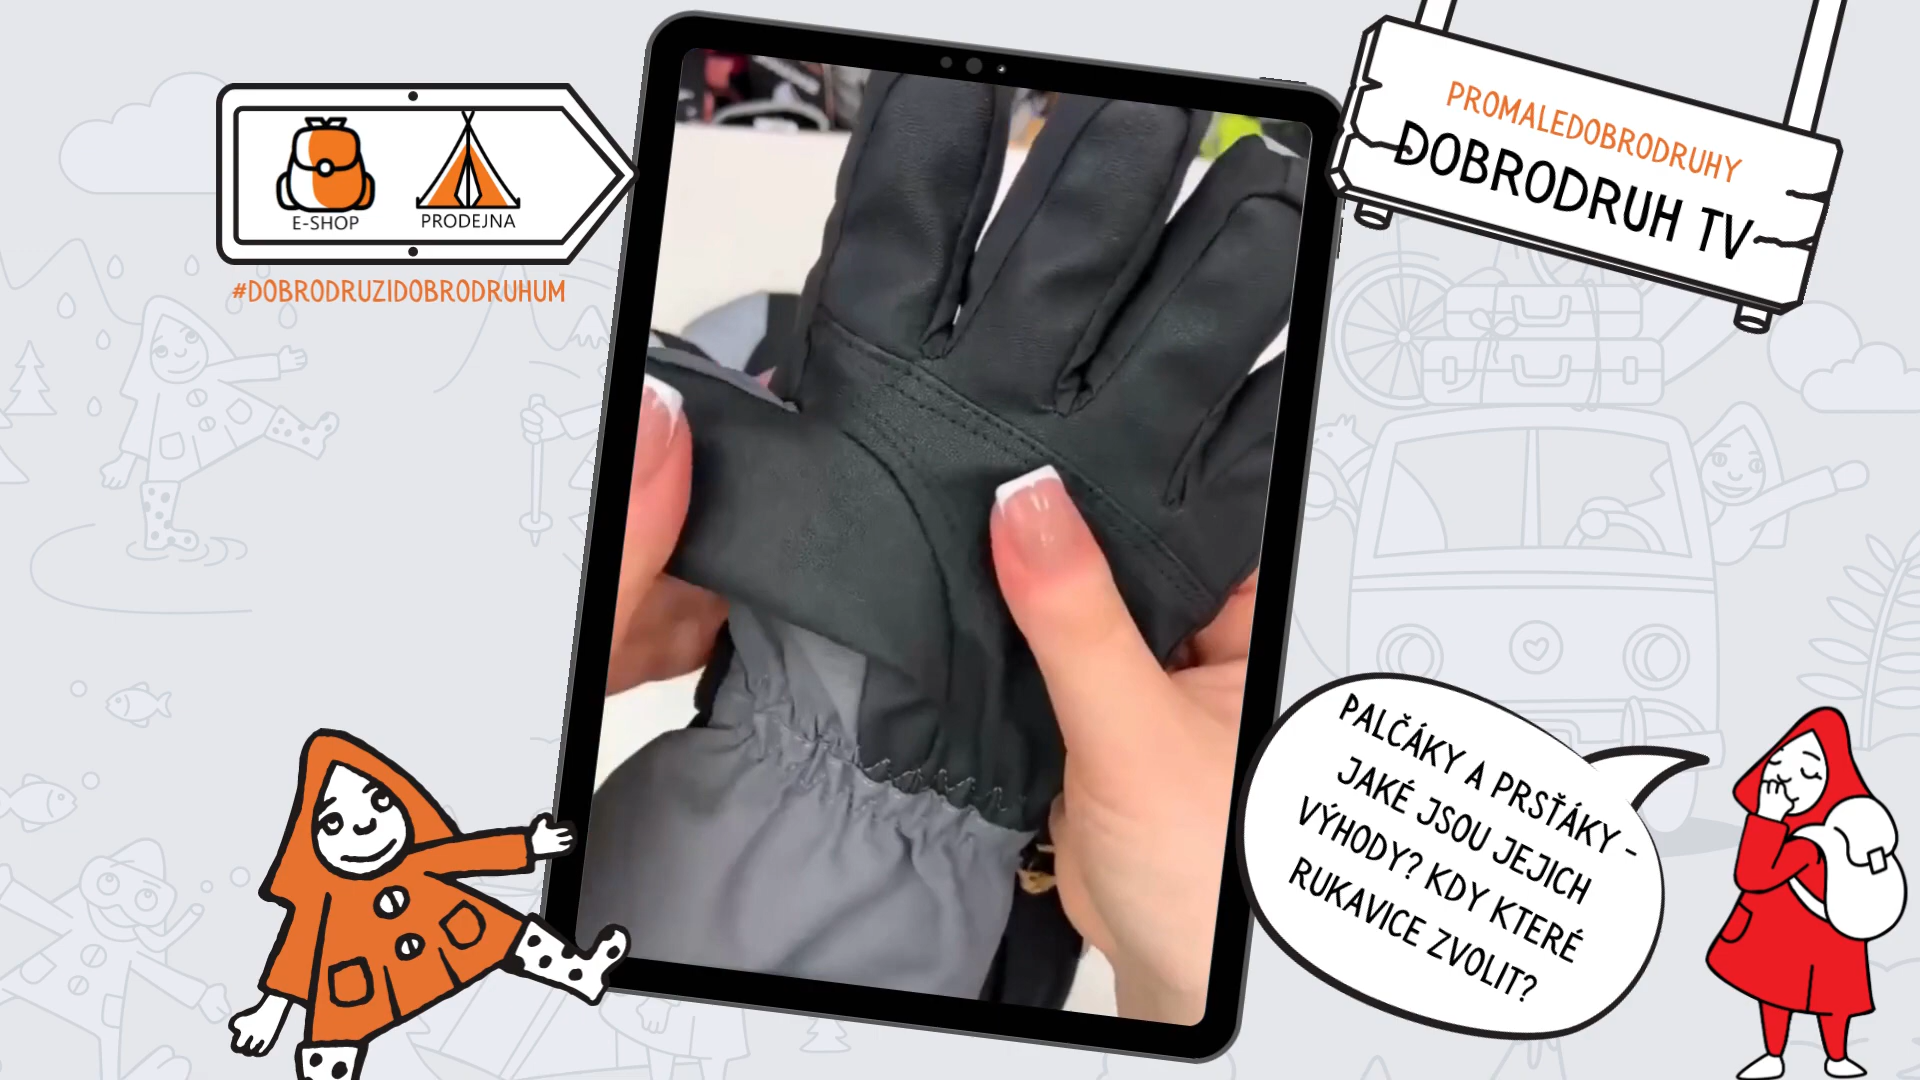 E-SHOP
PRODEJNA
#DOBRODRUZIDOBRODRUHUM
PROMALEDOBRODRUHY
DOBRODRUH TV
PALČÁKY A PRSŤÁKY -
JAKÉ JSOU JEJICH
VÝHODY? KDY KTERÉ
RUKAVICE ZVOLIT?